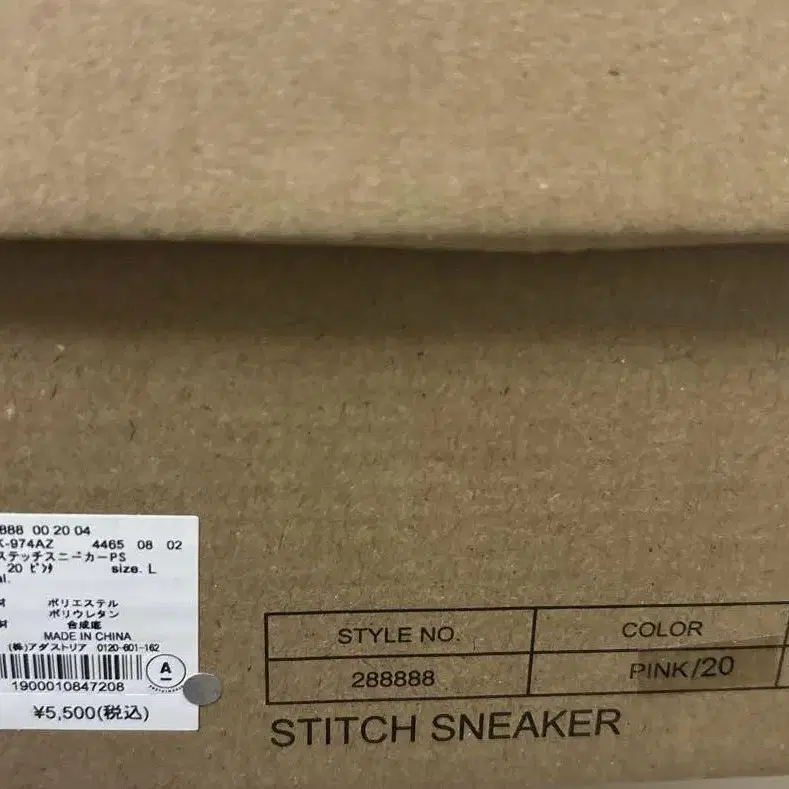 888 00 20 04
K-974AZ 4465 08 02
ステッチスニーカーPS
20 ピンク size. L
al.
材 ポリエステル
ポリウレタン
材 合成底
MADE IN CHINA
(株)アダストリア 0120-601-162
A
1900010847208
¥5,500(税込)
STYLE NO. COLOR
288888 PINK/20
STITCH SNEAKER